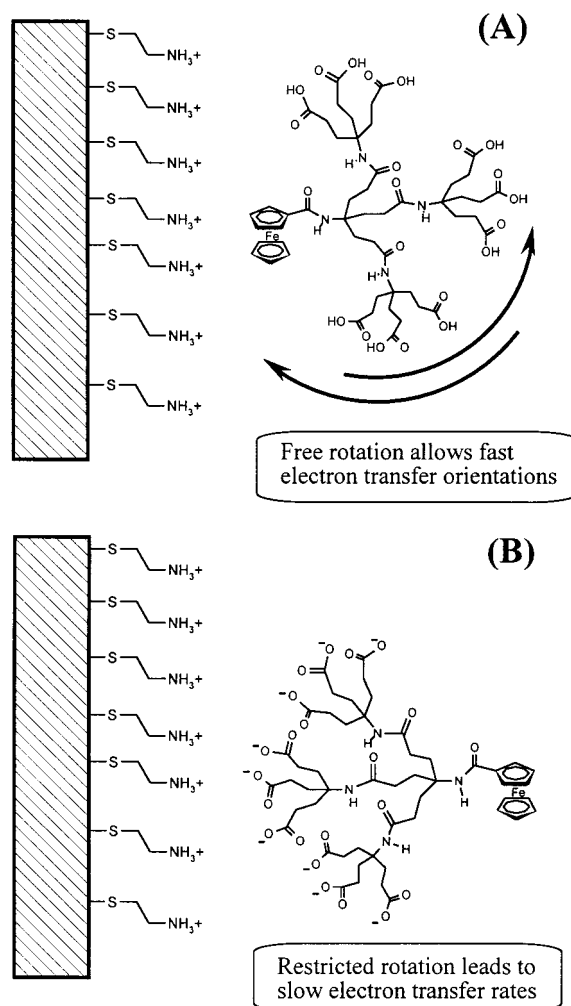 (A)
S
NH₃+
S
NH₃+
S
NH₃+
S
NH₃+
S
NH₃+
S
NH₃+
S
NH₃+
O OH
O OH
HO
O
H-N
O
O OH
O
O
N
H
O
OH
N
H
O
OH
Fe
O
H-N
HO O
HO O
O OH
Free rotation allows fast
electron transfer orientations
(B)
S
NH₃+
S
NH₃+
S
NH₃+
S
NH₃+
S
NH₃+
S
NH₃+
S
NH₃+
O⁻
O
O O⁻
⁻O
O
N
H
O
O
⁻O
O
⁻O
N
H
O
N
H
O
Fe
O
⁻O
O
N-H
O
⁻O
⁻O
O
O
⁻O
Restricted rotation leads to
slow electron transfer rates